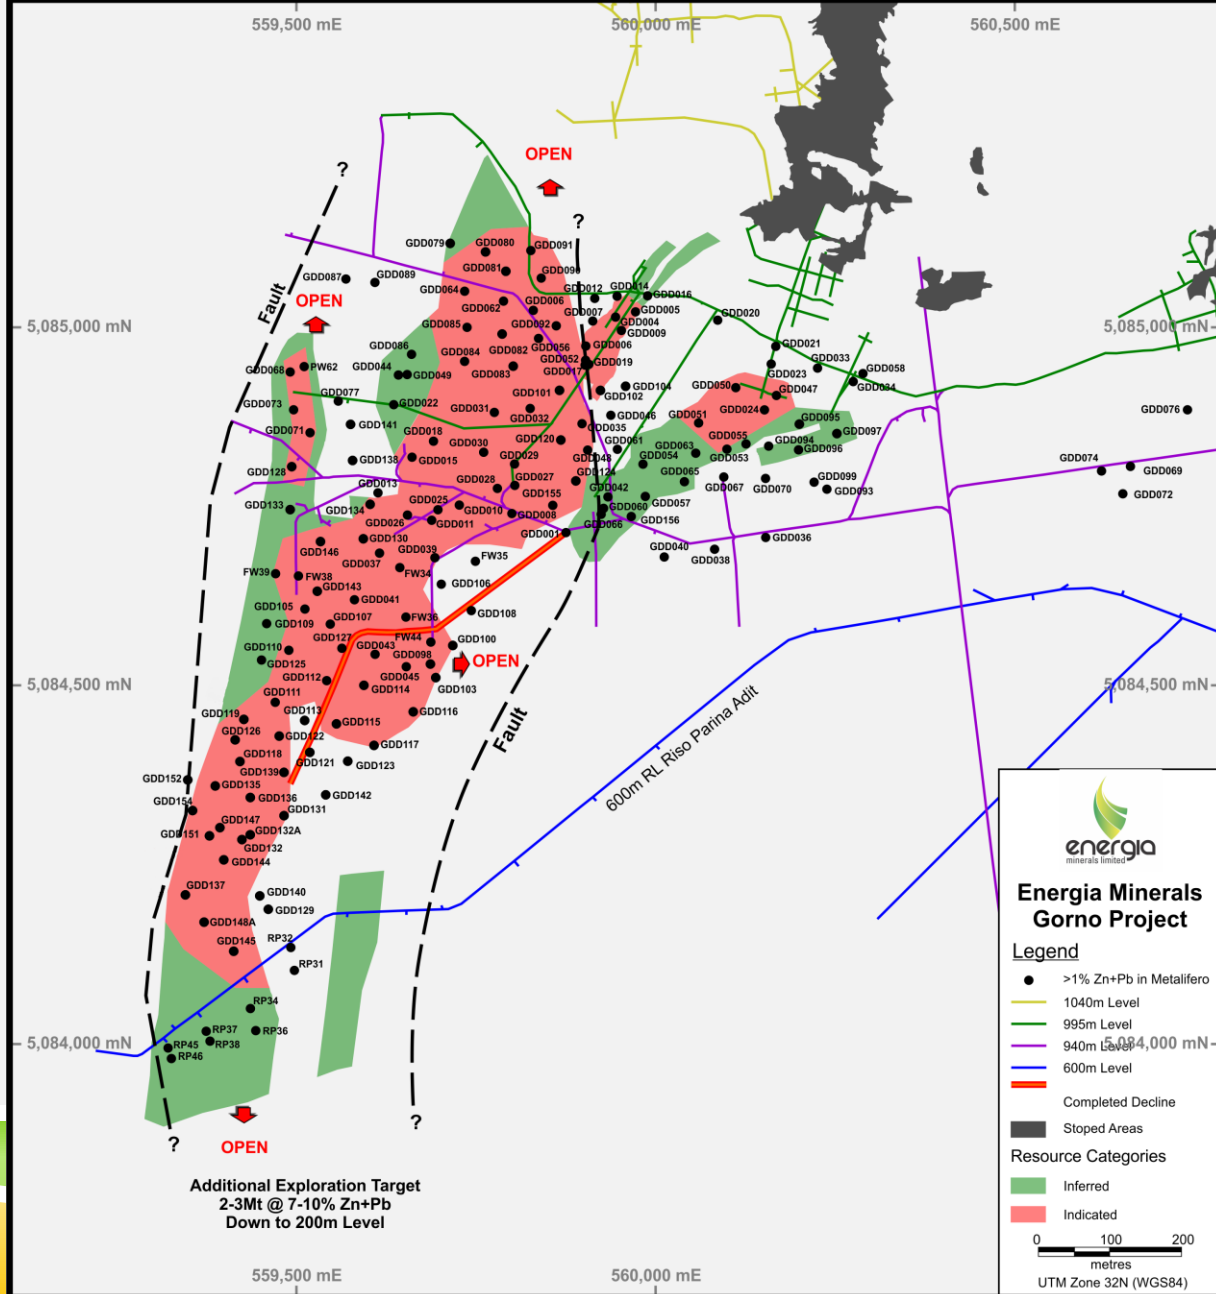 559,500 mE
560,000 mE
560,500 mE
OPEN
?
?
GDD079
GDD080
GDD091
GDD087
GDD089
GDD081
GDD090
Fault
OPEN
GDD064
GDD062
GDD006
GDD012
GDD014
GDD016
GDD007
GDD005
GDD004
GDD009
GDD020
5,085,000 mN
5,085,000 mN
GDD085
GDD092
GDD056
GDD082
GDD006
GDD086
GDD084
GDD052
GDD019
GDD017
GDD021
GDD033
GDD023
GDD058
GDD034
GDD068
PW62
GDD044
GDD049
GDD083
GDD077
GDD022
GDD101
GDD104
GDD102
GDD050
GDD047
GDD024
GDD076
GDD073
GDD031
GDD032
GDD046
GDD035
GDD051
GDD095
GDD097
GDD071
GDD141
GDD018
GDD030
GDD120
GDD061
GDD063
GDD055
GDD094
GDD096
GDD128
GDD138
GDD015
GDD029
GDD048
GDD054
GDD053
GDD074
GDD069
GDD028
GDD027
GDD124
GDD065
GDD067
GDD070
GDD099
GDD093
GDD072
GDD013
GDD133
GDD134
GDD025
GDD010
GDD155
GDD042
GDD057
GDD026
GDD011
GDD008
GDD060
GDD066
GDD156
GDD146
GDD130
GDD001
GDD036
GDD037
GDD039
FW35
GDD040
GDD038
FW39
FW38
FW34
GDD143
GDD106
GDD105
GDD041
GDD109
GDD107
FW36
GDD108
GDD110
GDD127
GDD043
FW44
GDD100
GDD125
GDD098
OPEN
GDD112
GDD045
GDD103
GDD114
5,084,500 mN
5,084,500 mN
GDD111
GDD119
GDD113
GDD116
GDD126
GDD122
GDD115
Fault
GDD118
GDD121
GDD117
GDD139
GDD123
GDD152
GDD135
GDD136
GDD142
600m RL Riso Parina Adit
GDD154
GDD131
GDD147
GDD151
GDD132A
GDD132
GDD144
GDD137
GDD140
GDD129
GDD148A
GDD145
RP32
RP31
RP34
RP37
RP36
RP45
RP38
RP46
5,084,000 mN
5,084,000 mN
?
?
OPEN
Additional Exploration Target
2-3Mt @ 7-10% Zn+Pb
Down to 200m Level
559,500 mE
560,000 mE
energia
minerals limited
Energia Minerals
Gorno Project
Legend
>1% Zn+Pb in Metalifero
1040m Level
995m Level
940m Level
600m Level
Completed Decline
Stoped Areas
Resource Categories
Inferred
Indicated
0 100 200
metres
UTM Zone 32N (WGS84)